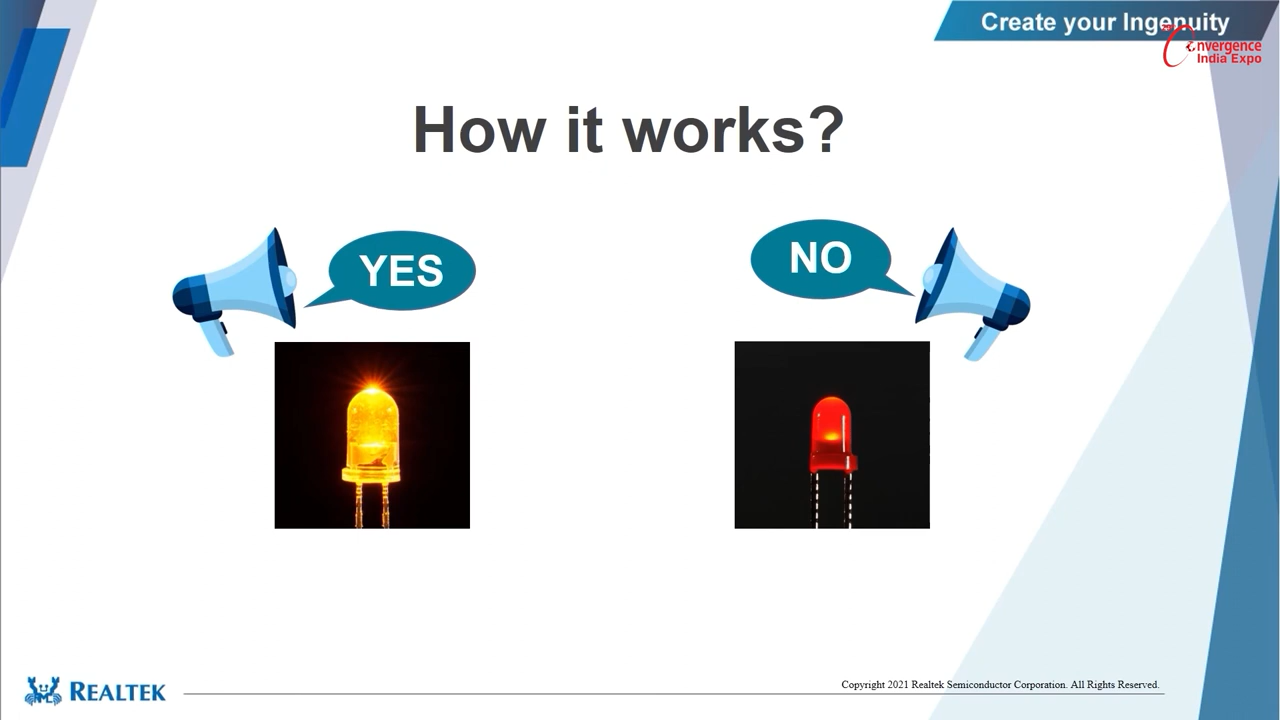 Create your Ingenuity
nvergence
India Expo
How it works?
YES
NO
REALTEK
Copyright 2021 Realtek Semiconductor Corporation. All Rights Reserved.